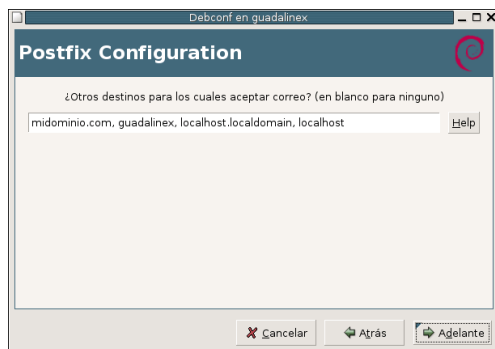 Debconf en guadalinex
Postfix Configuration
¿Otros destinos para los cuales aceptar correo? (en blanco para ninguno)
midominio.com, guadalinex, localhost.localdomain, localhost
Help
Cancelar
Atrás
Adelante